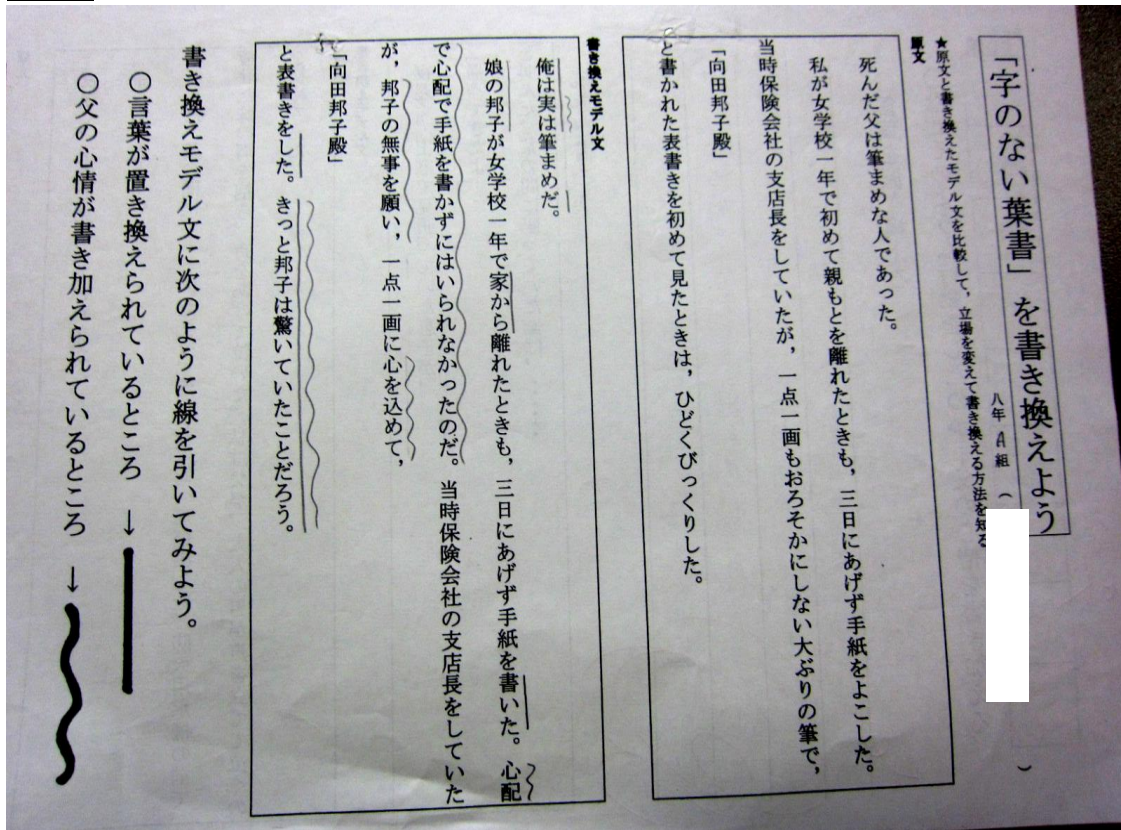 「字のない葉書」を書き換えよう
八年 A 組 （ ）
★原文と書き換えたモデル文を比較して，立場を変えて書き換える方法を知る
原文
死んだ父は筆まめな人であった。
私が女学校一年で初めて親もとを離れたときも，三日にあげず手紙をよこした。
当時保険会社の支店長をしていたが，一点一画もおろそかにしない大ぶりの筆で，
「向田邦子殿」
と書かれた表書きを初めて見たときは，ひどくびっくりした。
書き換えモデル文
俺は実は筆まめだ。
娘の邦子が女学校一年で家から離れたときも，三日にあげず手紙を書いた。心配
で心配で手紙を書かずにはいられなかったのだ。当時保険会社の支店長をしていた
が，邦子の無事を願い，一点一画に心を込めて，
「向田邦子殿」
と表書きをした。きっと邦子は驚いていたことだろう。
書き換えモデル文に次のように線を引いてみよう。
○言葉が置き換えられているところ →
○父の心情が書き加えられているところ →